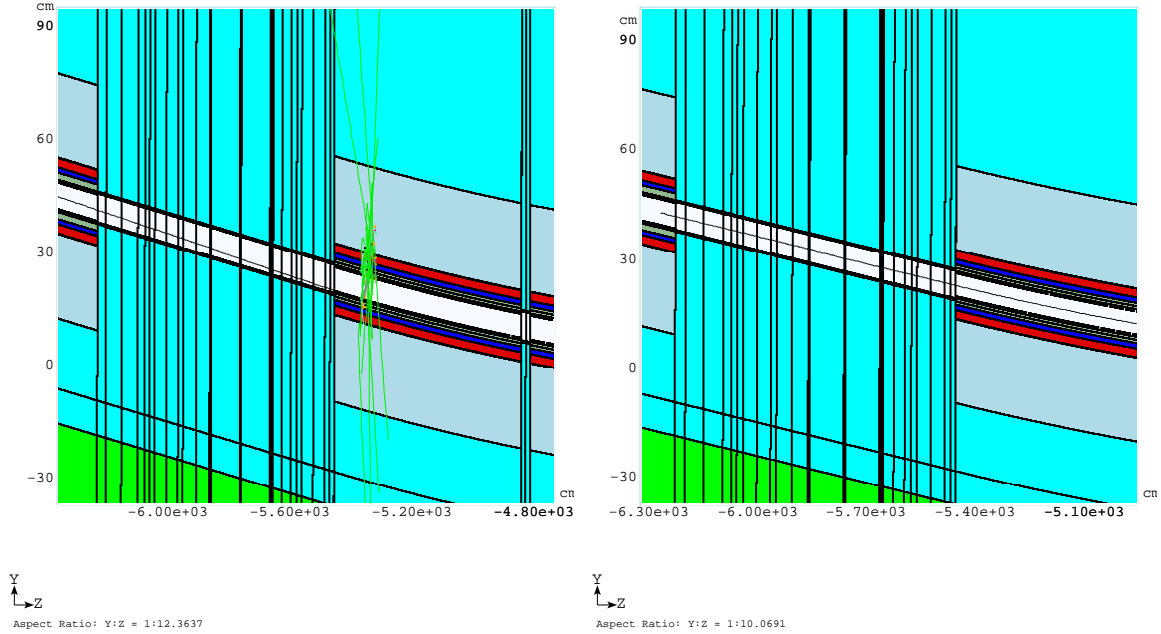 cm
90
60
30
0
−30
cm
−6.00e+03 −5.60e+03 −5.20e+03 −4.80e+03
Y
Z
Aspect Ratio: Y:Z = 1:12.3637
cm
90
60
30
0
−30
cm
−6.30e+03 −6.00e+03 −5.70e+03 −5.40e+03 −5.10e+03
Y
Z
Aspect Ratio: Y:Z = 1:10.0691